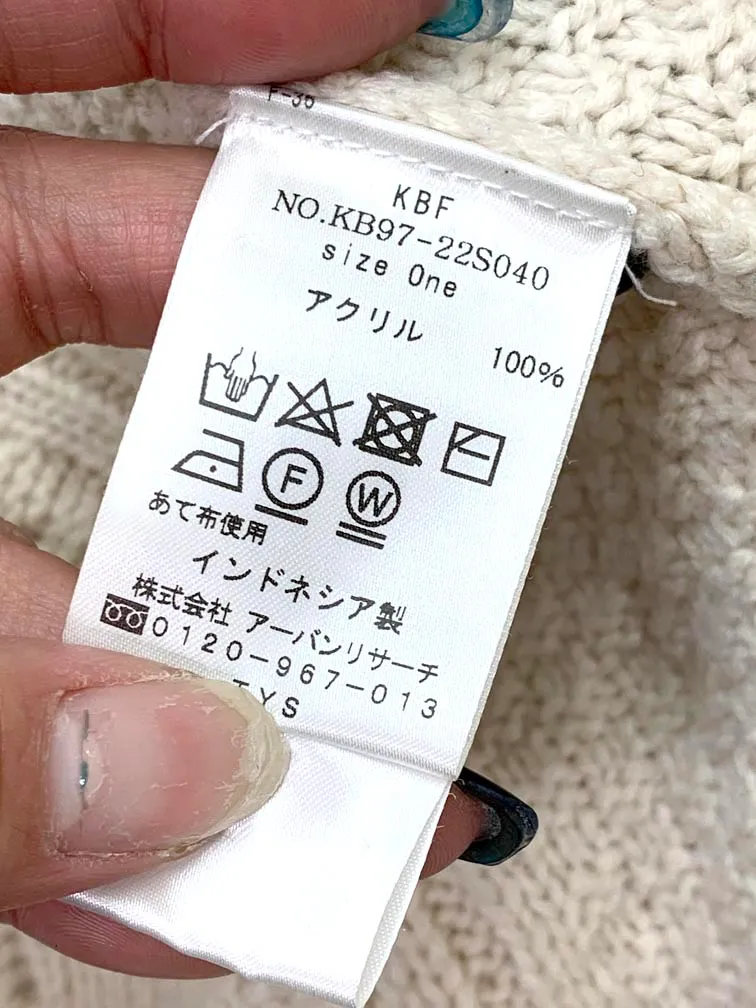 F-36
KBF
NO.KB97-22S040
size One
アクリル 100%
F W
あて布使用
インドネシア製
株式会社 アーバンリサーチ
0120-967-013
TYS